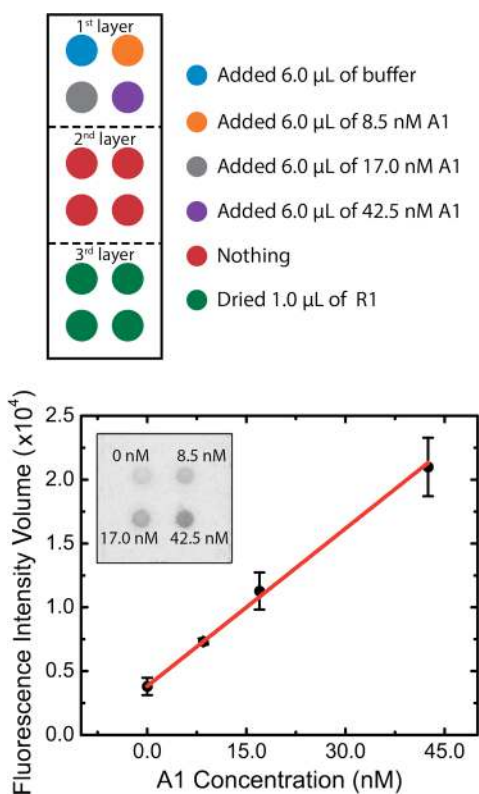 1st layer
2nd layer
3rd layer
Added 6.0 μL of buffer
Added 6.0 μL of 8.5 nM A1
Added 6.0 μL of 17.0 nM A1
Added 6.0 μL of 42.5 nM A1
Nothing
Dried 1.0 μL of R1
Fluorescence Intensity Volume (x10⁴)
2.5
2.0
1.5
1.0
0.5
0.0
0 nM 8.5 nM
17.0 nM 42.5 nM
0.0 15.0 30.0 45.0
A1 Concentration (nM)